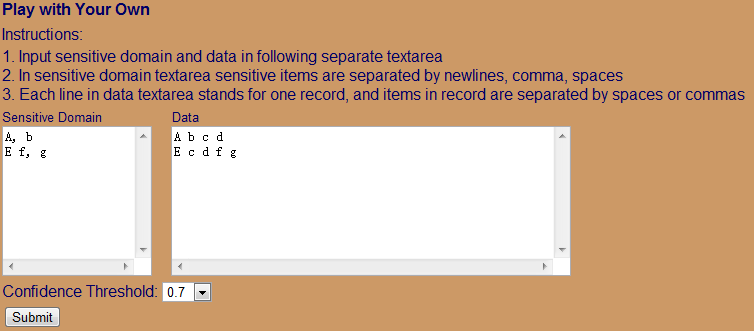 Play with Your Own
Instructions:
1. Input sensitive domain and data in following separate textarea
2. In sensitive domain textarea sensitive items are separated by newlines, comma, spaces
3. Each line in data textarea stands for one record, and items in record are separated by spaces or commas
Sensitive Domain
A, b
E f, g
Data
A b c d
E c d f g
Confidence Threshold: 0.7
Submit